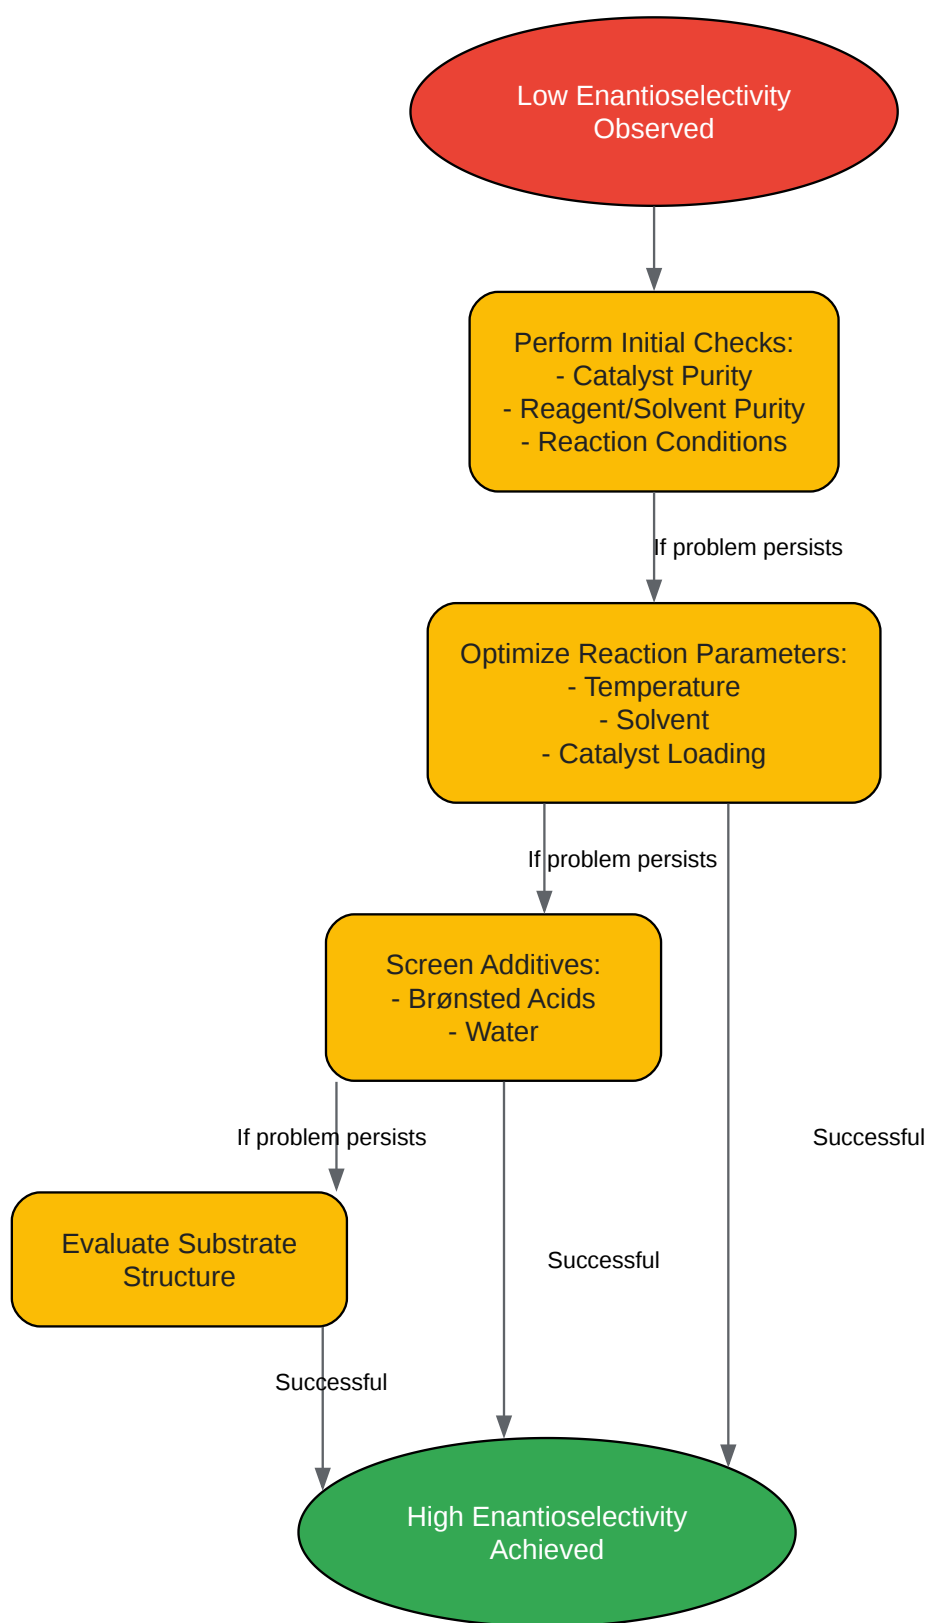 Low Enantioselectivity
Observed
Perform Initial Checks:
- Catalyst Purity
- Reagent/Solvent Purity
- Reaction Conditions
If problem persists
Optimize Reaction Parameters:
- Temperature
- Solvent
- Catalyst Loading
If problem persists
Screen Additives:
- Brønsted Acids
- Water
If problem persists
Successful
Evaluate Substrate
Structure
Successful
Successful
High Enantioselectivity
Achieved